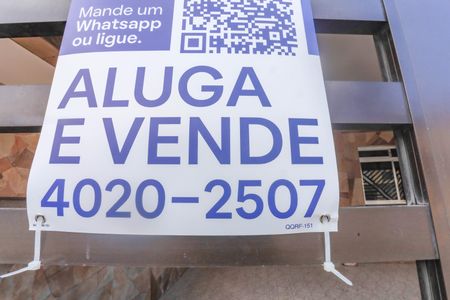 Mande um
Whatsapp
ou ligue.
ALUGA
E VENDE
4020-2507
QQRF-151